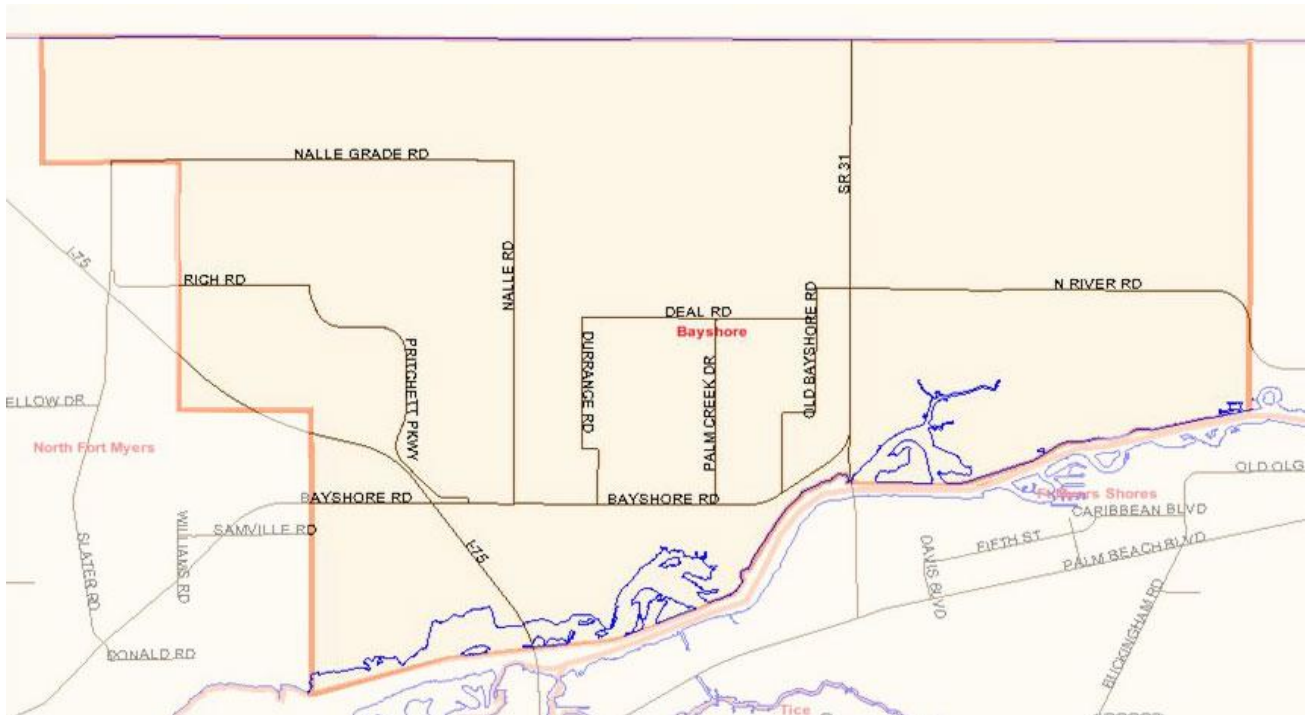 NALLE GRADE RD
SR 31
I-75
RICH RD
NALLE RD
N RIVER RD
DEAL RD
Bayshore
OLD BAYSHORE RD
DURRANGE RD
PALM CREEK DR
PRITCHETT PKWY
ELLOW DR
North Fort Myers
BAYSHORE RD
BAYSHORE RD
OLD OLG
Ft Myers Shores
CARIBBEAN BLVD
SAMVILLE RD
WILLIAMS RD
SLATER RD
I-75
FIFTH ST
PALM BEACH BLVD
DAVIS BLVD
BUCKINGHAM RD
DONALD RD
Tice